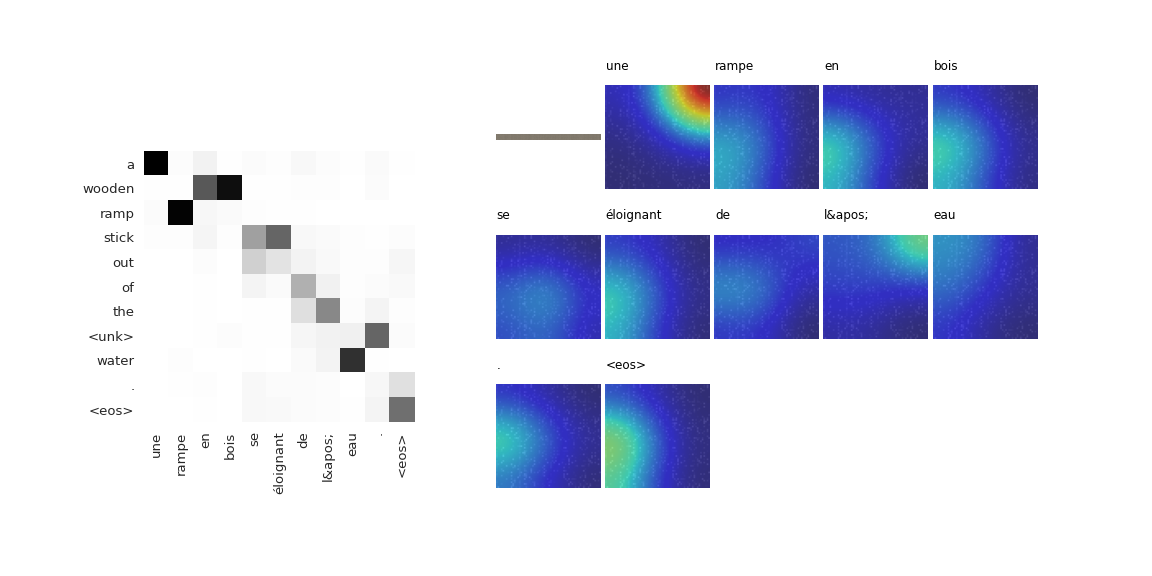 a
wooden
ramp
stick
out
of
the
<unk>
water
.
<eos>
une
rampe
en
bois
se
éloignant
de
l&apos;
eau
.
<eos>
une rampe en bois
se éloignant de l&apos; eau
. <eos>